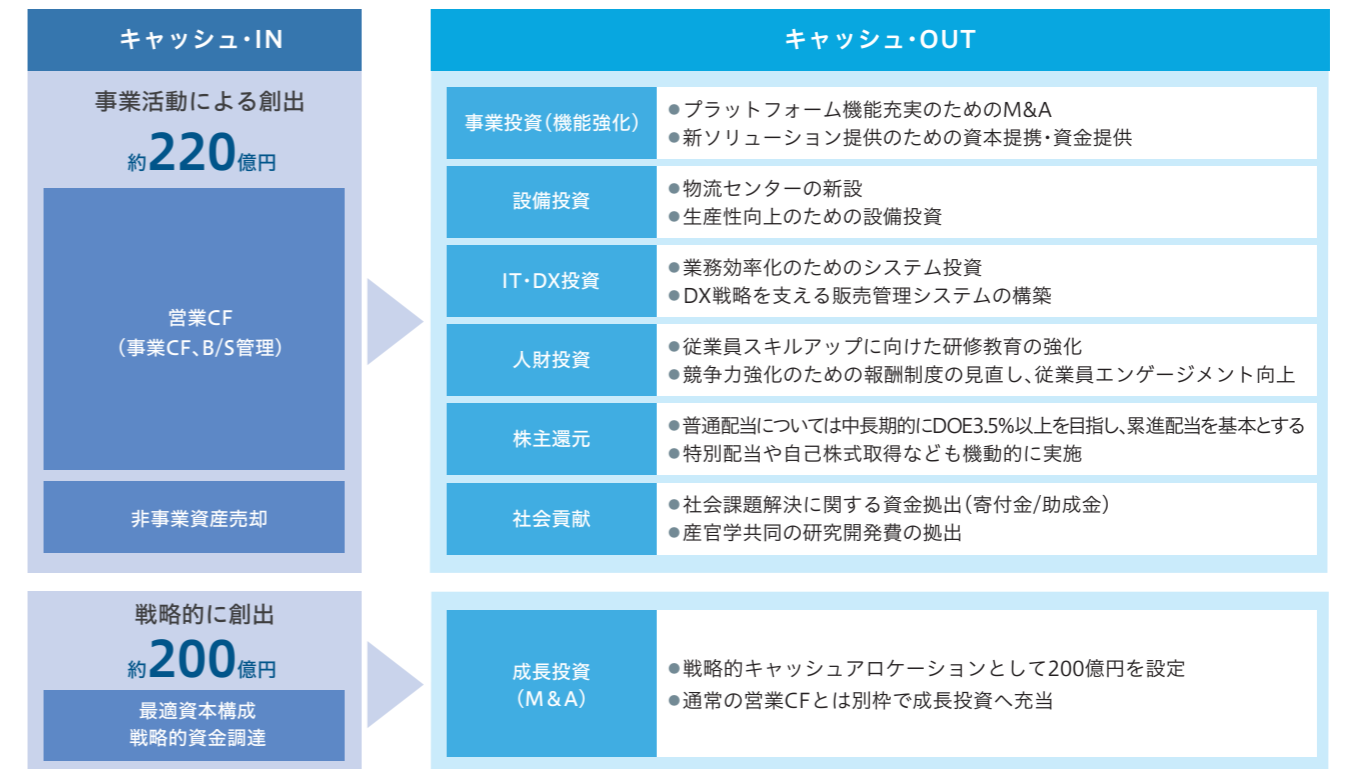 キャッシュ・IN
事業活動による創出
約220億円
営業CF
(事業CF、B/S管理)
非事業資産売却
キャッシュ・OUT
事業投資(機能強化)
●プラットフォーム機能充実のためのM&A
●新ソリューション提供のための資本提携・資金提供
設備投資
●物流センターの新設
●生産性向上のための設備投資
IT・DX投資
●業務効率化のためのシステム投資
●DX戦略を支える販売管理システムの構築
人財投資
●従業員スキルアップに向けた研修教育の強化
●競争力強化のための報酬制度の見直し、従業員エンゲージメント向上
株主還元
●普通配当については中長期的にDOE3.5%以上を目指し、累進配当を基本とする
●特別配当や自己株式取得なども機動的に実施
社会貢献
●社会課題解決に関する資金拠出(寄付金/助成金)
●産官学共同の研究開発費の拠出
戦略的に創出
約200億円
最適資本構成
戦略的資金調達
成長投資
(M&A)
●戦略的キャッシュアロケーションとして200億円を設定
●通常の営業CFとは別枠で成長投資へ充当